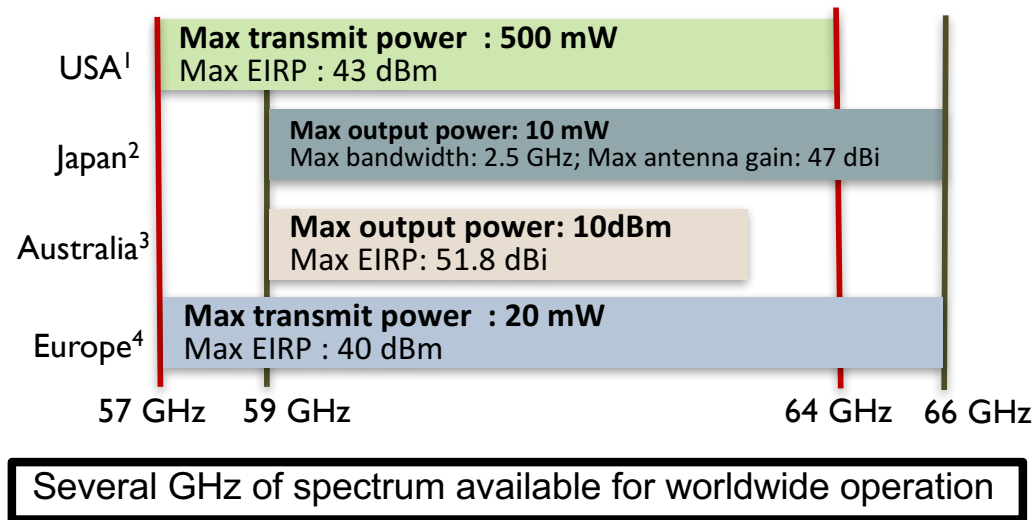 Max transmit power : 500 mW
USA¹
Max EIRP : 43 dBm
Max output power: 10 mW
Japan²
Max bandwidth: 2.5 GHz; Max antenna gain: 47 dBi
Max output power: 10dBm
Australia³
Max EIRP: 51.8 dBi
Max transmit power : 20 mW
Europe⁴
Max EIRP : 40 dBm
57 GHz 59 GHz 64 GHz 66 GHz
Several GHz of spectrum available for worldwide operation